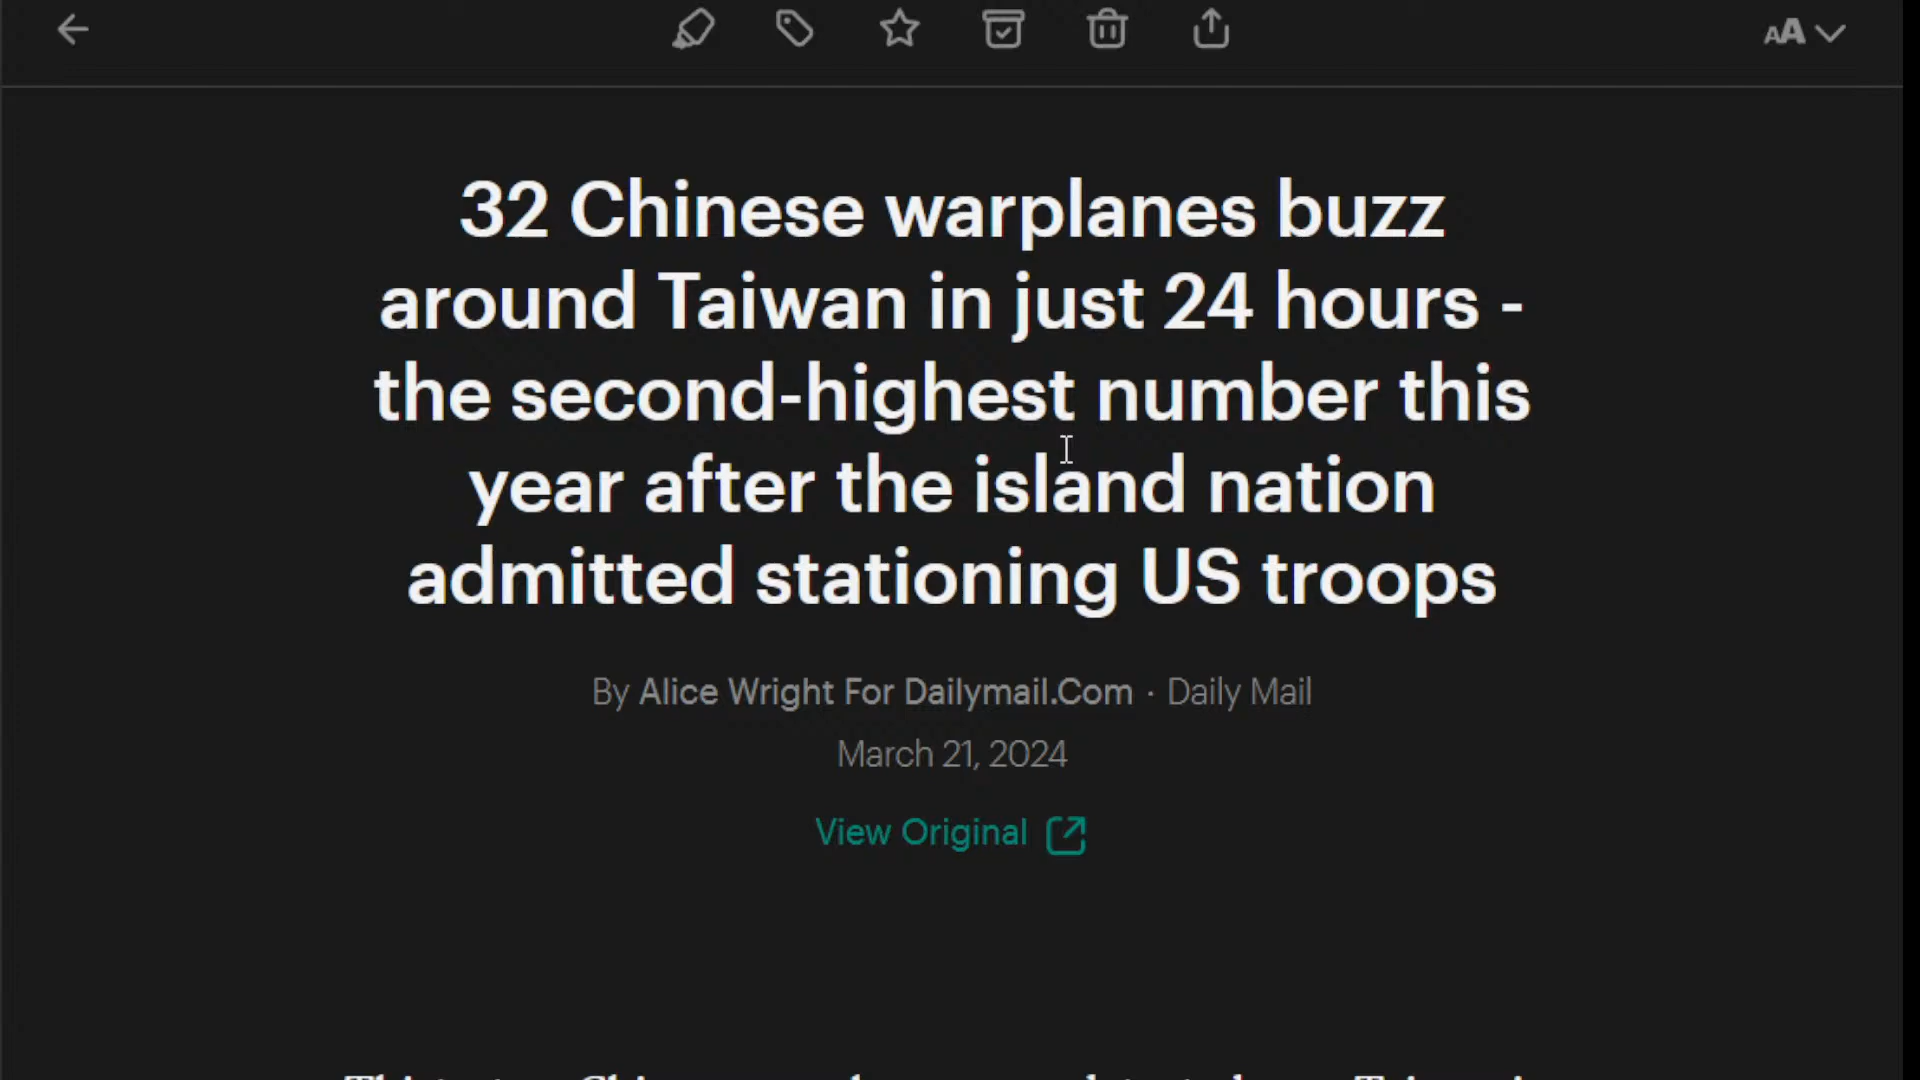 AA
32 Chinese warplanes buzz
around Taiwan in just 24 hours -
the second-highest number this
year after the island nation
admitted stationing US troops
By Alice Wright For Dailymail.Com · Daily Mail
March 21, 2024
View Original